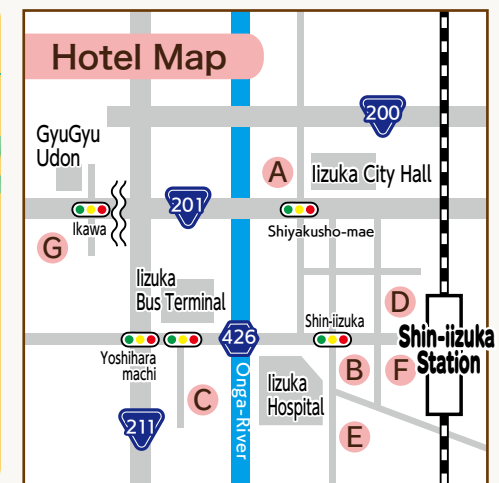 Hotel Map
200
GyuGyu
Udon
A
Iizuka City Hall
201
Ikawa
Shiyakusho-mae
G
Iizuka
Bus Terminal
D
Shin-iizuka
426
Shin-iizuka
Station
Yoshihara
machi
B
F
Iizuka
Hospital
C
Onga-River
211
E